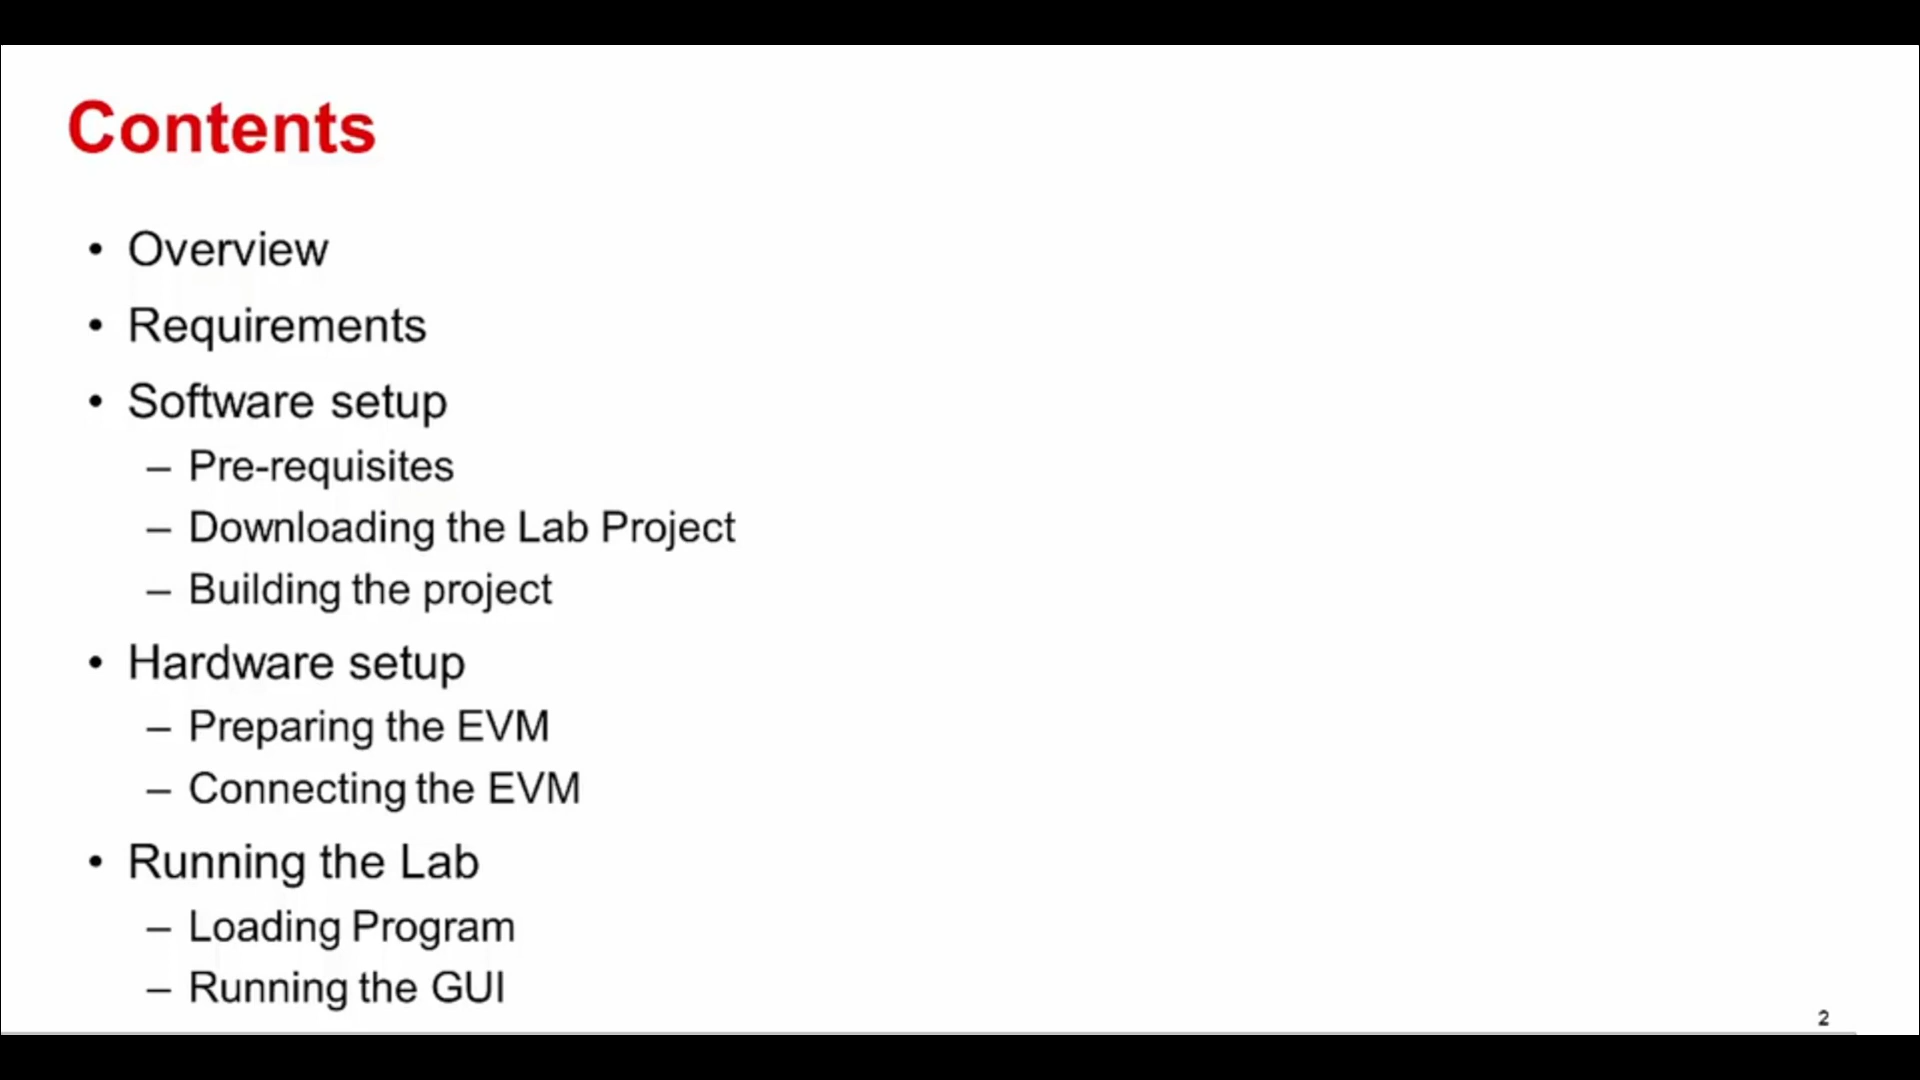 Contents
• Overview
• Requirements
• Software setup
– Pre-requisites
– Downloading the Lab Project
– Building the project
• Hardware setup
– Preparing the EVM
– Connecting the EVM
• Running the Lab
– Loading Program
– Running the GUI
2